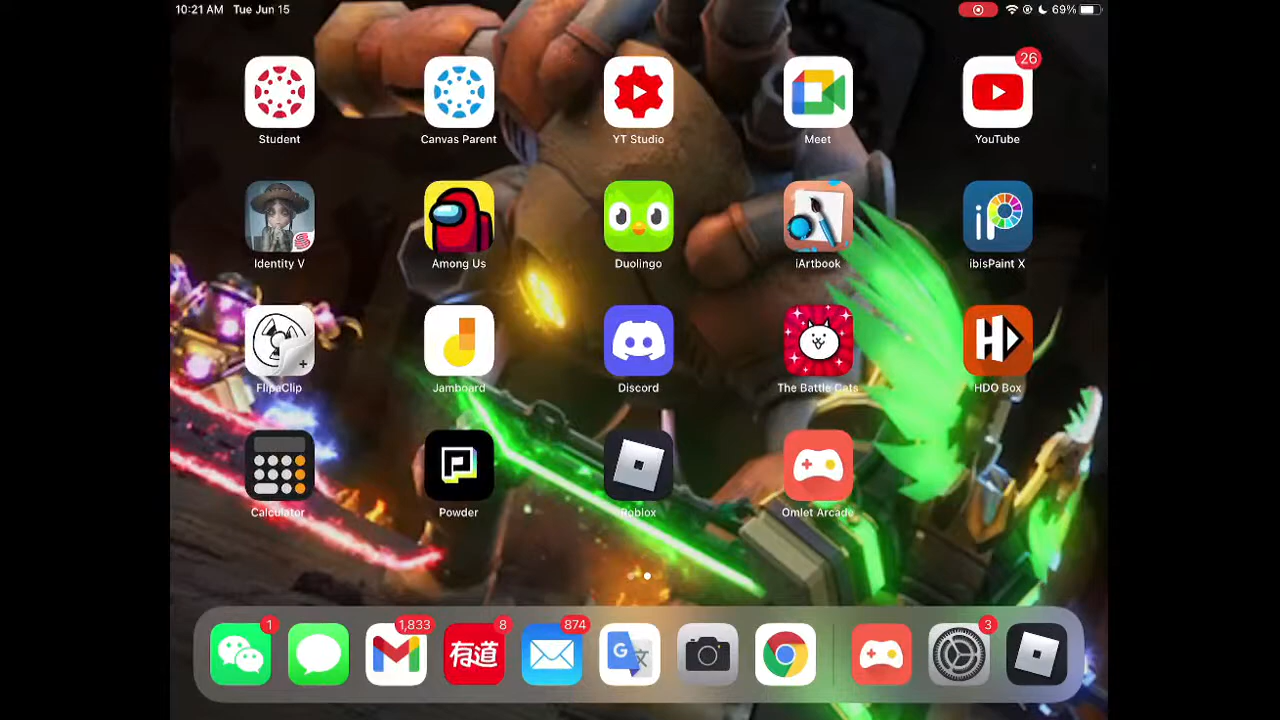 10:21 AM Tue Jun 15 69%
26
Student Canvas Parent YT Studio Meet YouTube
Identity V Among Us Duolingo iArtbook ibisPaint X
FlipaClip Jamboard Discord The Battle Cats HDO Box
Calculator Powder Roblox Omlet Arcade
1 1,833 8 874 3
有道